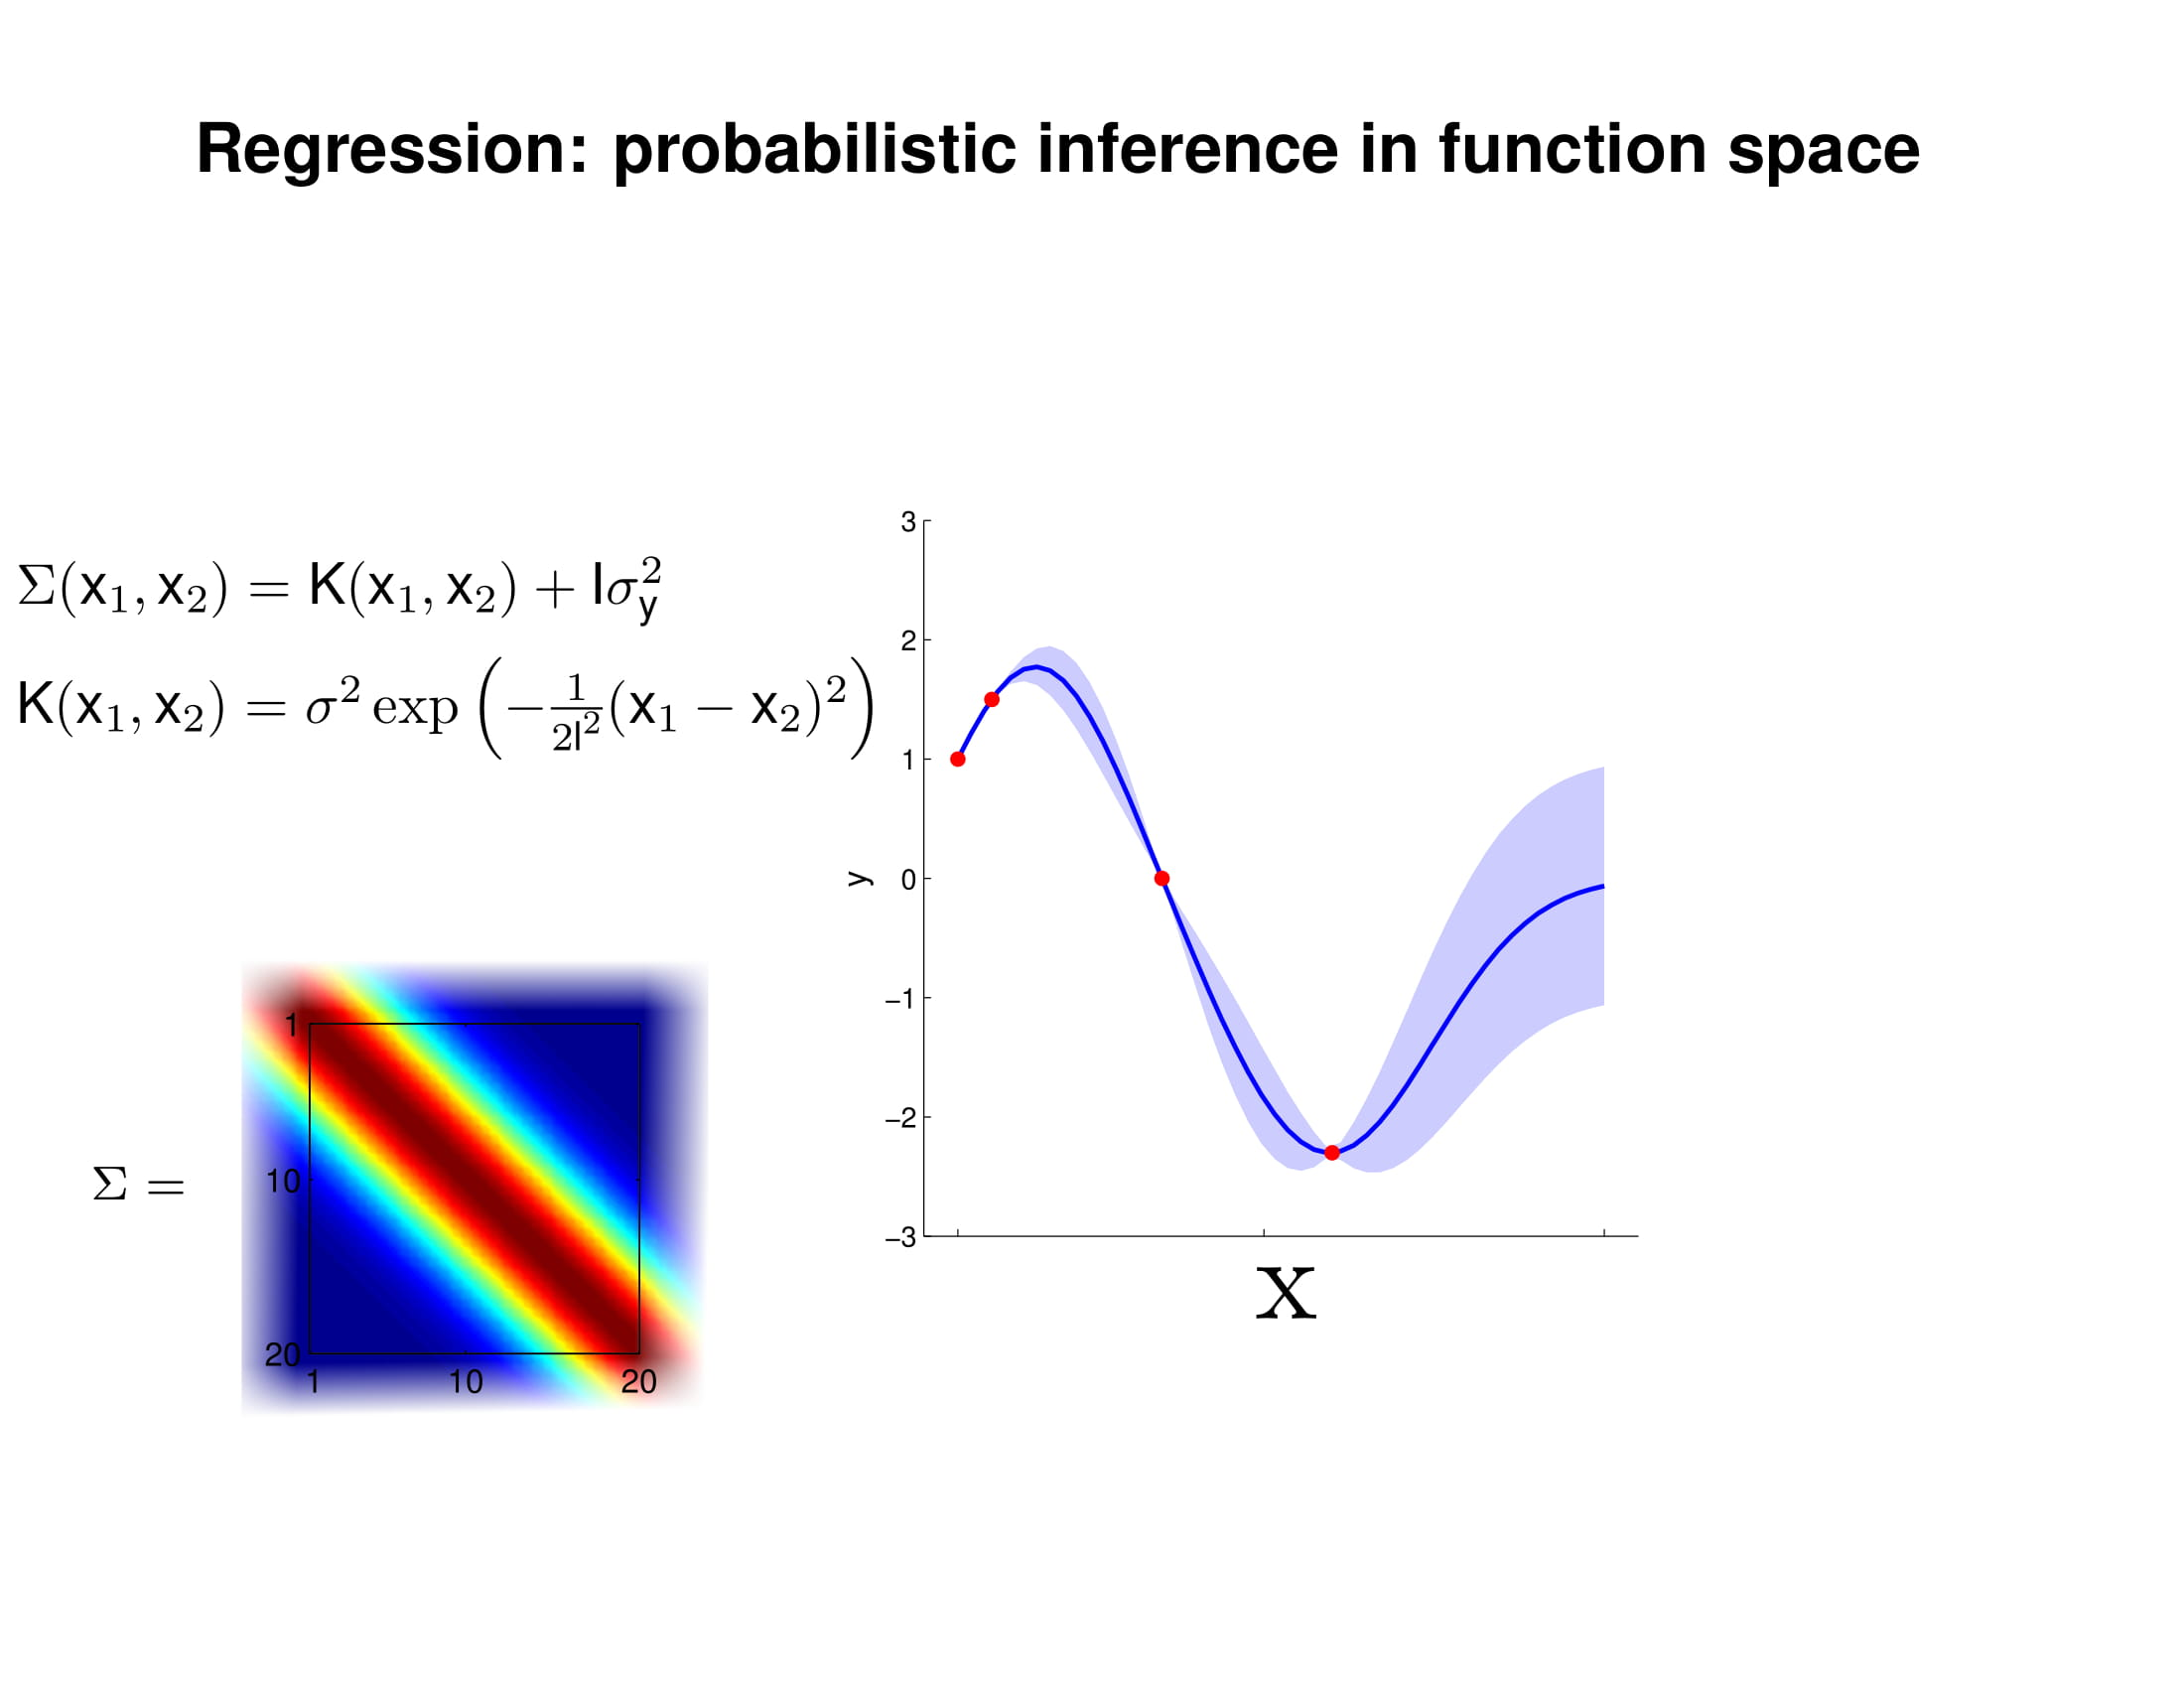 Regression: probabilistic inference in function space
Σ(x₁, x₂) = K(x₁, x₂) + Iσ_y²
K(x₁, x₂) = σ² exp(−1/(2l²)(x₁ − x₂)²)
Σ =
1
10
20
1 10 20
3
2
1
0
−1
−2
−3
y
x